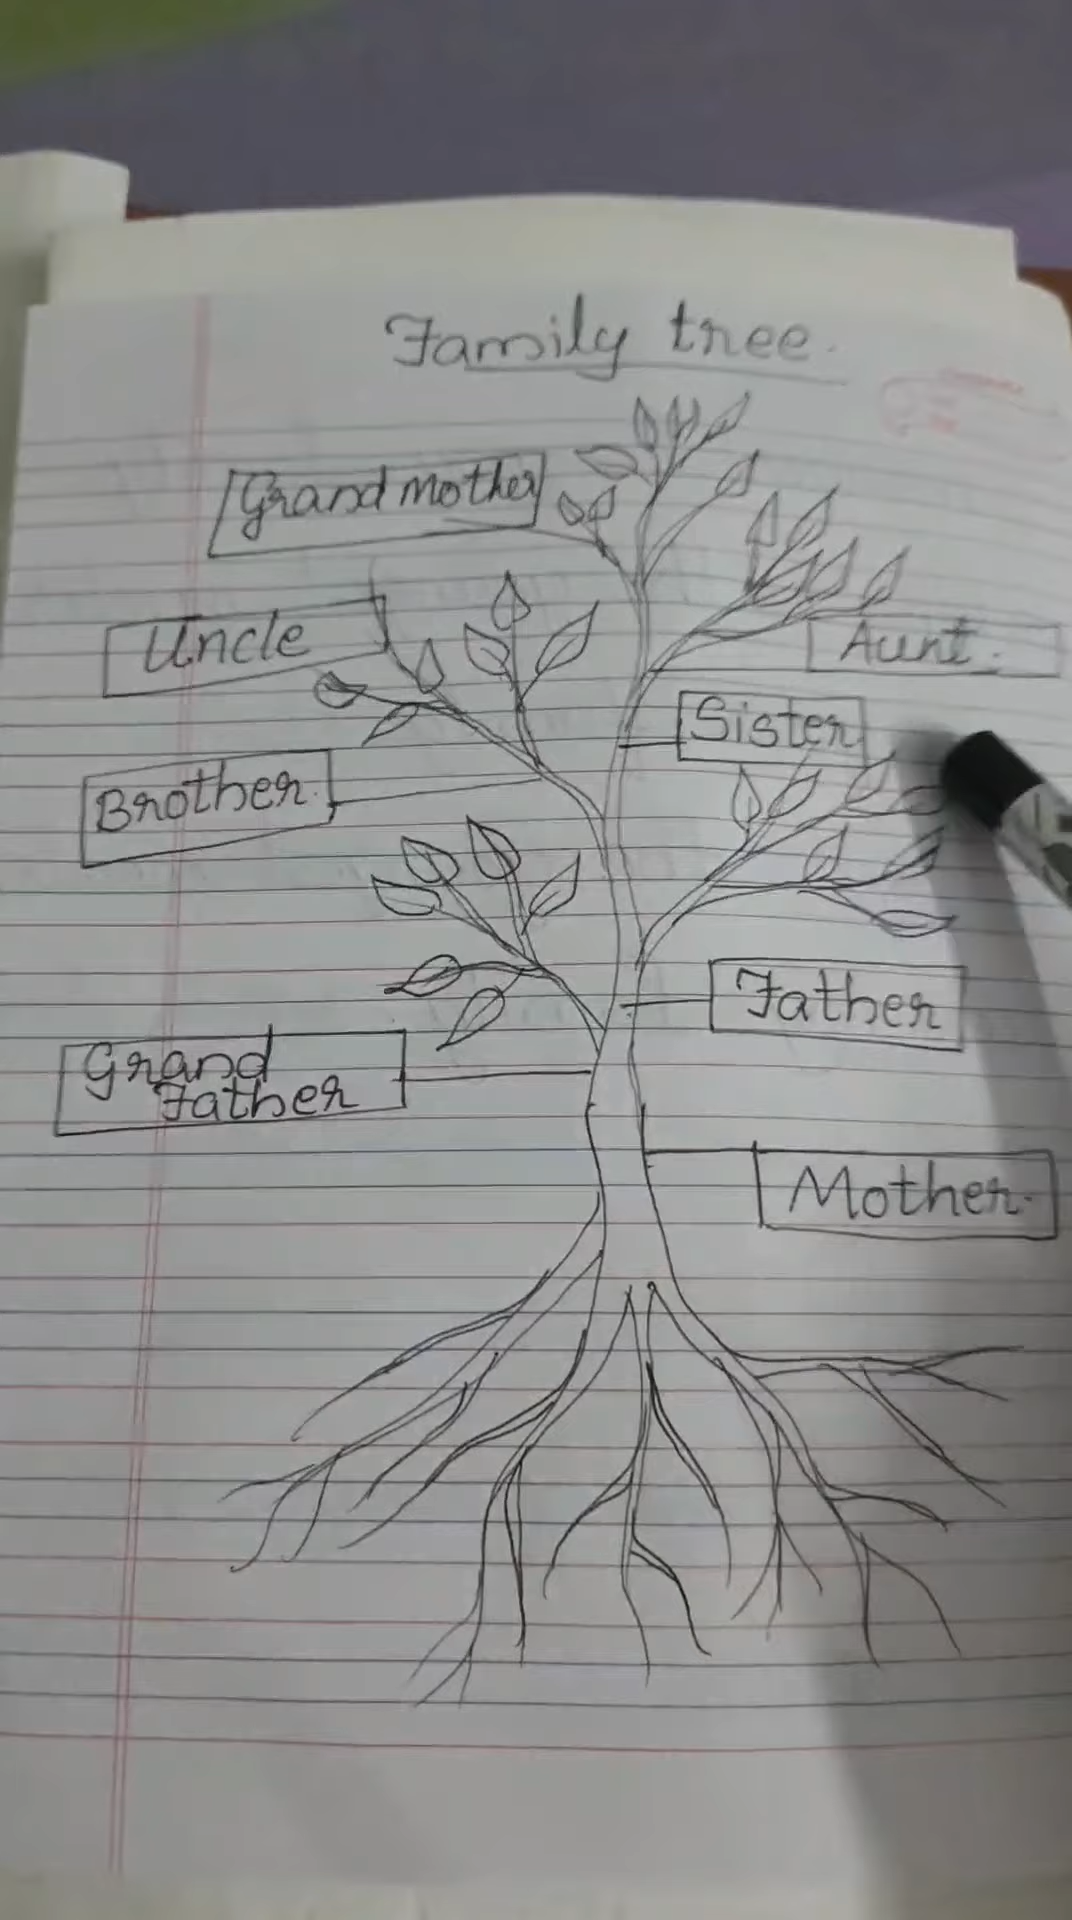 Family tree.
Grand mother
Uncle
Aunt.
Sister
Brother.
Father
Grand
Father
Mother.